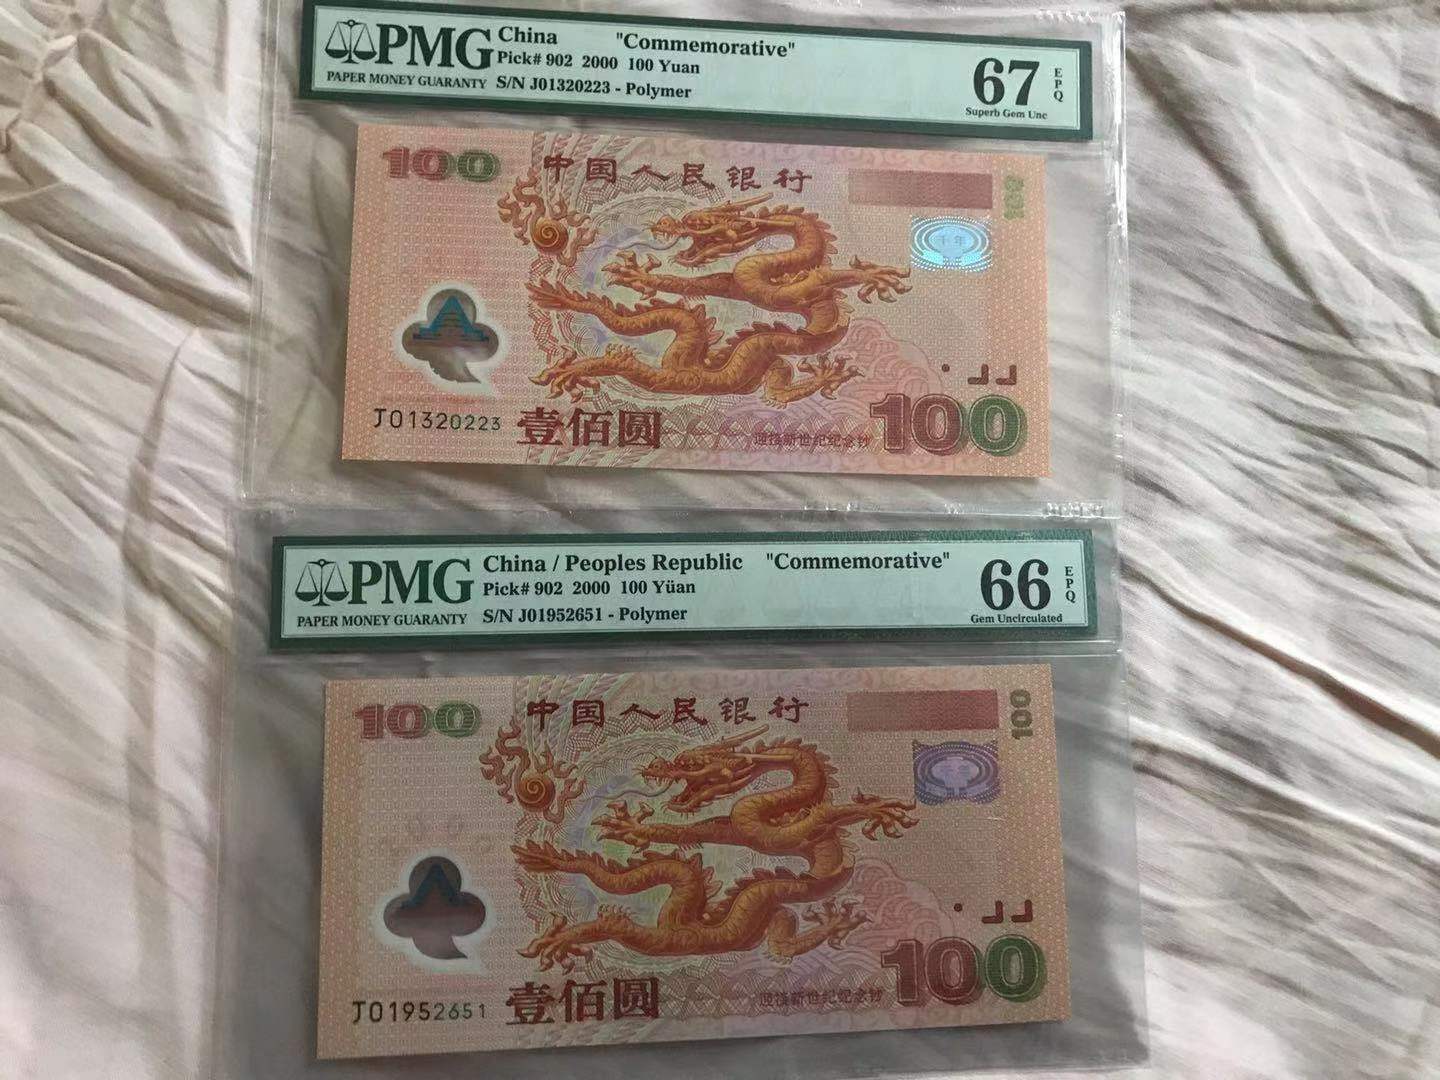 PMG
PAPER MONEY GUARANTY
China "Commemorative"
Pick# 902 2000 100 Yuan
S/N J01320223 - Polymer
67 EPQ
Superb Gem Unc
100 中国人民银行
100
千年
J01320223 壹佰圆 迎接新世纪纪念钞 100
PMG
PAPER MONEY GUARANTY
China / Peoples Republic "Commemorative"
Pick# 902 2000 100 Yüan
S/N J01952651 - Polymer
66 EPQ
Gem Uncirculated
100 中国人民银行
100
J01952651 壹佰圆 迎接新世纪纪念钞 100